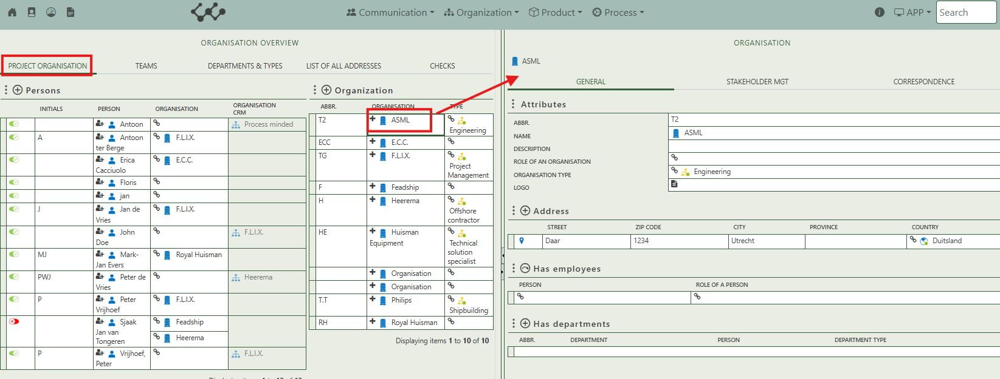 Communication Organization Product Process APP Search
ORGANISATION OVERVIEW
PROJECT ORGANISATION TEAMS DEPARTMENTS & TYPES LIST OF ALL ADDRESSES CHECKS
Persons
INITIALS PERSON ORGANISATION ORGANISATION CRM
Antoon Process minded
A Antoon ter Berge F.L.I.X.
Erica Cacciuolo E.C.C.
Floris
jan
J Jan de Vries F.L.I.X.
John Doe F.L.I.X.
MJ Mark-Jan Evers Royal Huisman
PWJ Peter de Vries Heerema
P Peter Vrijhoef F.L.I.X.
Sjaak Jan van Tongeren Feadship
Heerema
P Vrijhoef, Peter F.L.I.X.
Organization
ABBR. ORGANISATION TYPE
T2 ASML Engineering
ECC E.C.C.
TG F.L.I.X. Project Management
F Feadship
H Heerema Offshore contractor
HE Huisman Equipment Technical solution specialist
Organisation
Organisation
T.T Philips Shipbuilding
RH Royal Huisman
Displaying items 1 to 10 of 10
ORGANISATION
ASML
GENERAL STAKEHOLDER MGT CORRESPONDENCE
Attributes
ABBR. T2
NAME ASML
DESCRIPTION
ROLE OF AN ORGANISATION
ORGANISATION TYPE Engineering
LOGO
Address
STREET ZIP CODE CITY PROVINCE COUNTRY
Daar 1234 Utrecht Duitsland
Has employees
PERSON ROLE OF A PERSON
Has departments
ABBR. DEPARTMENT PERSON DEPARTMENT TYPE